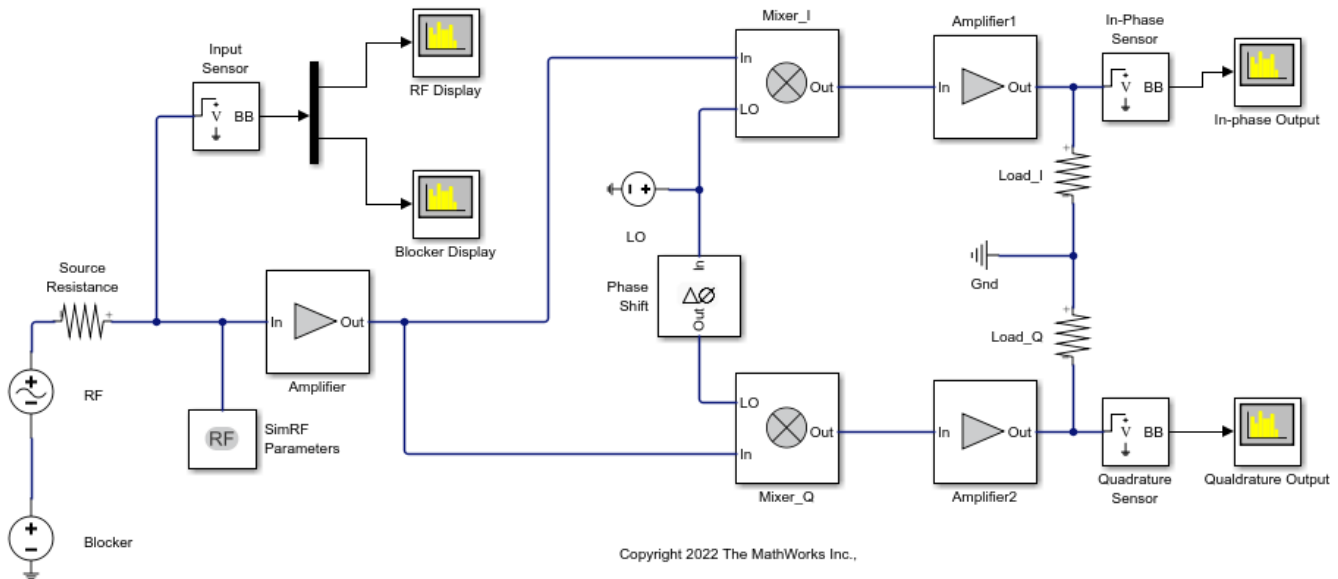 Mixer_I
Amplifier1
In-Phase
Sensor
Input
Sensor
In
Out
In
Out
V
BB
In-phase Output
RF Display
V
BB
LO
Load_I
LO
Blocker Display
Source
Resistance
In
Phase
Shift
ΔØ
Out
Gnd
In
Out
Load_Q
Amplifier
RF
LO
RF
SimRF
Parameters
Out
In
Out
V
BB
In
Mixer_Q
Amplifier2
Quadrature
Sensor
Qualdrature Output
Blocker
Copyright 2022 The MathWorks Inc.,